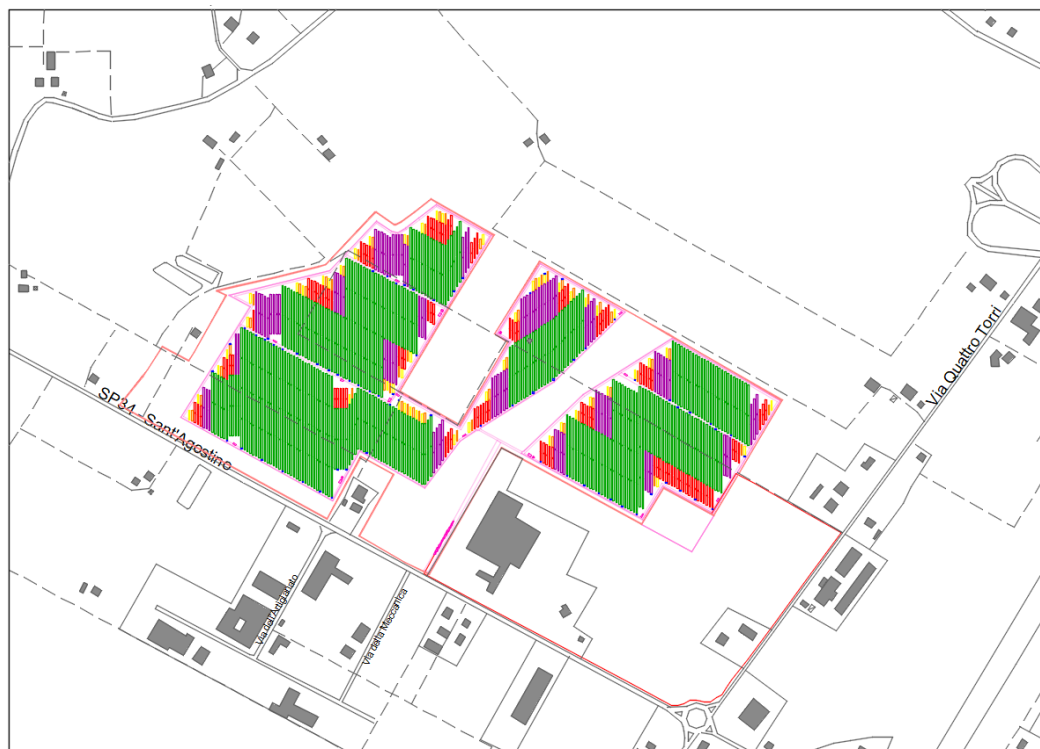 Via Quattro Torri
SP34 - Sant'Agostino
Via dell'Artigianato
Via della Meccanica